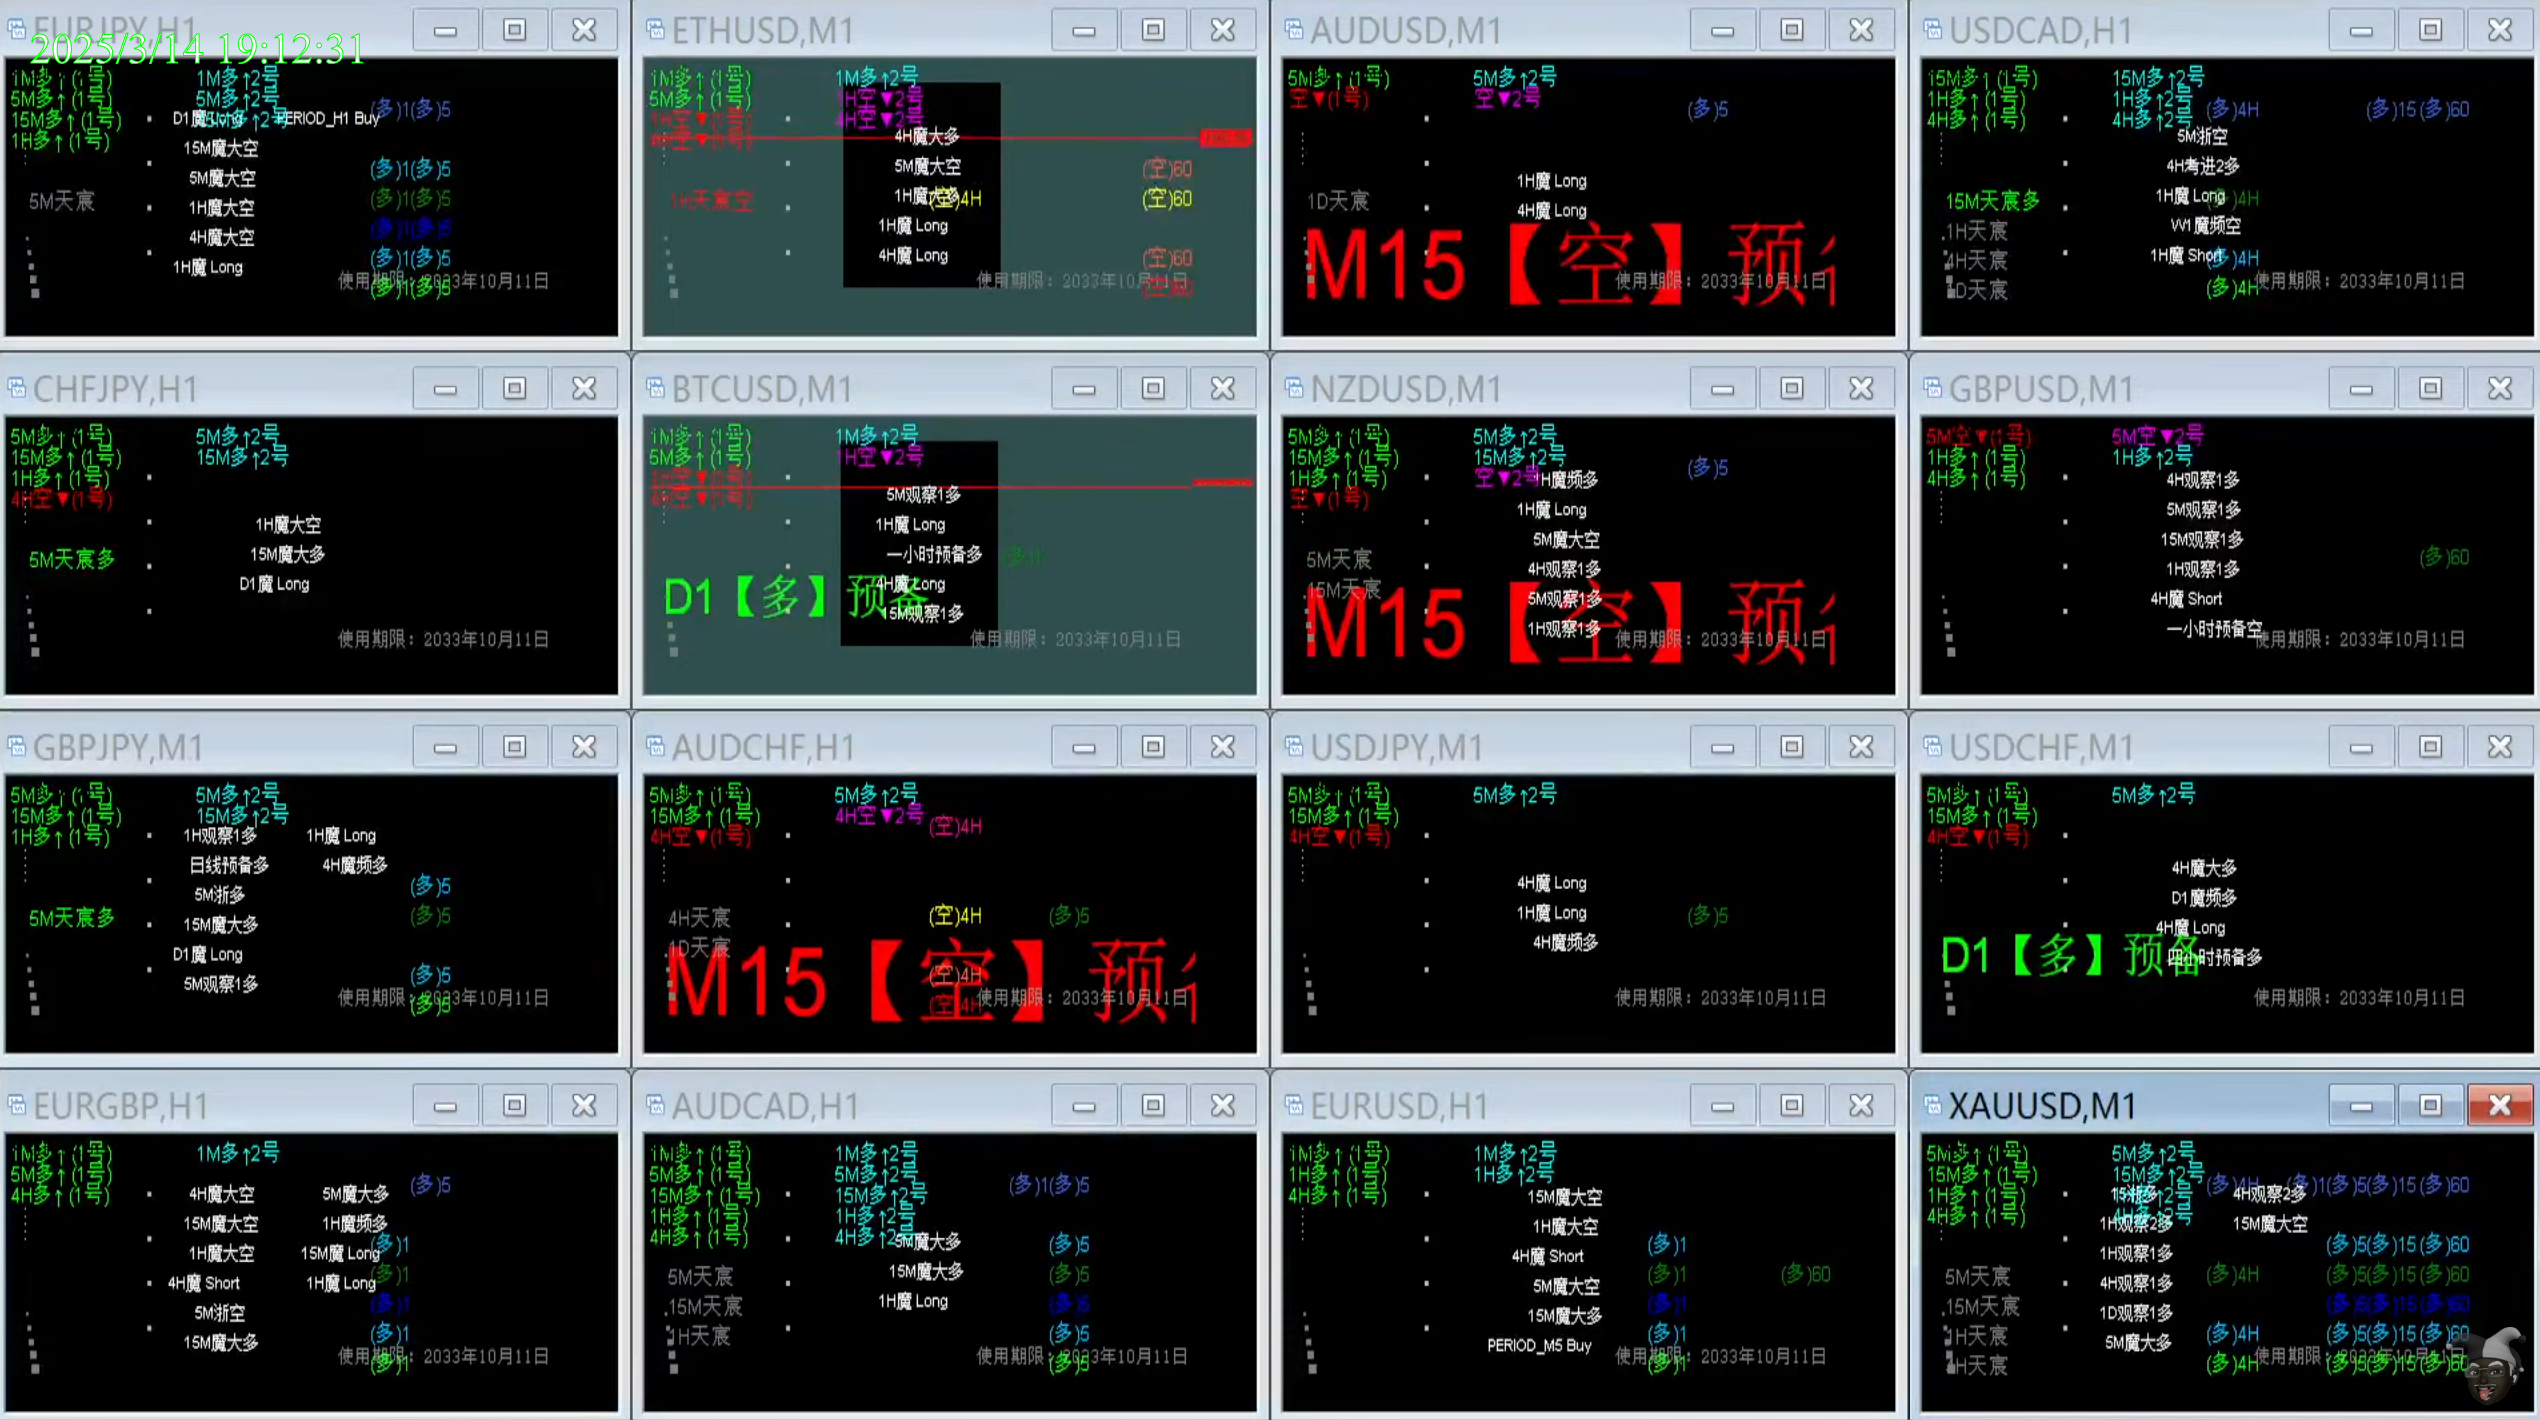 2025/3/14 19:12:31
EURJPY,H1
1M多↑(1号) 1M多↑2号
5M多↑(1号) 5M多↑2号
15M多↑(1号)
1H多↑(1号)
(多)1(多)5
PERIOD_H1 Buy
15M魔大空
5M魔大空
5M天宸
1H魔大空
4H魔大空
1H魔 Long
(多)1(多)5
(多)1(多)5
(多)1(多)5
(多)1(多)5
(多)1(多)5
使用期限：2033年10月11日
ETHUSD,M1
1M多↑(1号) 1M多↑2号
5M多↑(1号) 1H空▼2号
1H空▼(1号) 4H空▼2号
4H空▼(1号)
4H魔大多
5M魔大空
1H魔大多
1H魔 Long
4H魔 Long
1H天宸空
(空)60
(空)4H (空)60
(空)60
使用期限：2033年10月11日
AUDUSD,M1
5M多↑(1号) 5M多↑2号
空▼(1号) 空▼2号
(多)5
1H魔 Long
1D天宸
4H魔 Long
M15【空】预
使用期限：2033年10月11日
USDCAD,H1
15M多↑(1号) 15M多↑2号
1H多↑(1号) 1H多↑2号
4H多↑(1号) 4H多↑2号
(多)4H (多)15(多)60
5M浙空
4H考进2多
1H魔 Long
W1魔频空
1H魔 Short
15M天宸多
1H天宸
4H天宸
1D天宸
(多)4H
(多)4H
(多)4H
使用期限：2033年10月11日
CHFJPY,H1
5M多↑(1号) 5M多↑2号
15M多↑(1号) 15M多↑2号
1H多↑(1号)
4H空▼(1号)
1H魔大空
15M魔大多
5M天宸多
D1魔 Long
使用期限：2033年10月11日
BTCUSD,M1
1M多↑(1号) 1M多↑2号
5M多↑(1号) 1H空▼2号
1H空▼(1号)
4H空▼(1号)
5M观察1多
1H魔 Long
一小时预备多
4H魔 Long
15M观察1多
(多)1
D1【多】预备
使用期限：2033年10月11日
NZDUSD,M1
5M多↑(1号) 5M多↑2号
15M多↑(1号) 15M多↑2号
1H多↑(1号) 空▼2号
空▼(1号)
(多)5
1H魔 Long
5M魔大空
4H观察1多
5M观察1多
1H观察1多
5M天宸
15M天宸
M15【空】预
使用期限：2033年10月11日
GBPUSD,M1
5M空▼(1号) 5M空▼2号
1H多↑(1号) 1H多↑2号
4H多↑(1号)
4H观察1多
5M观察1多
15M观察1多
1H观察1多
4H魔 Short
一小时预备空
(多)60
使用期限：2033年10月11日
GBPJPY,M1
5M多↑(1号) 5M多↑2号
15M多↑(1号) 15M多↑2号
1H多↑(1号)
1H观察1多 1H魔 Long
日线预备多 4H魔频多
5M浙多
15M魔大多
D1魔 Long
5M观察1多
5M天宸多
(多)5
(多)5
(多)5
(多)5
使用期限：2033年10月11日
AUDCHF,H1
5M多↑(1号) 5M多↑2号
15M多↑(1号) 4H空▼2号
4H空▼(1号)
(空)4H
4H天宸
1D天宸
(空)4H (多)5
(空)4H
(空)4H
M15【空】预
使用期限：2033年10月11日
USDJPY,M1
5M多↑(1号) 5M多↑2号
15M多↑(1号)
4H空▼(1号)
4H魔 Long
1H魔 Long
4H魔频多
(多)5
使用期限：2033年10月11日
USDCHF,M1
5M多↑(1号) 5M多↑2号
15M多↑(1号)
4H空▼(1号)
4H魔大多
D1魔频多
4H魔 Long
四小时预备多
D1【多】预备
使用期限：2033年10月11日
EURGBP,H1
1M多↑(1号) 1M多↑2号
5M多↑(1号)
4H多↑(1号)
4H魔大空 5M魔大多
15M魔大空 1H魔频多
1H魔大空 15M魔 Long
4H魔 Short 1H魔 Long
5M浙空
15M魔大多
(多)5
(多)1
(多)1
(多)1
(多)1
(多)1
使用期限：2033年10月11日
AUDCAD,H1
1M多↑(1号) 1M多↑2号
5M多↑(1号) 5M多↑2号
15M多↑(1号) 15M多↑2号
1H多↑(1号) 1H多↑2号
4H多↑(1号) 4H多↑2号
(多)1(多)5
5M魔大多
15M魔大多
1H魔 Long
5M天宸
15M天宸
1H天宸
(多)5
(多)5
(多)5
(多)5
(多)5
使用期限：2033年10月11日
EURUSD,H1
1M多↑(1号) 1M多↑2号
1H多↑(1号) 1H多↑2号
4H多↑(1号)
15M魔大空
1H魔大空
4H魔 Short
5M魔大空
15M魔大多
PERIOD_M5 Buy
(多)1
(多)1 (多)60
(多)1
(多)1
(多)1
使用期限：2033年10月11日
XAUUSD,M1
5M多↑(1号) 5M多↑2号
15M多↑(1号) 15M多↑2号
1H多↑(1号)
4H多↑(1号)
(多)4H (多)1(多)5(多)15(多)60
4H观察2多
1H观察2多 15M魔大空
1H观察1多
4H观察1多
1D观察1多
5M魔大多
5M天宸
15M天宸
1H天宸
4H天宸
(多)5(多)15(多)60
(多)4H (多)5(多)15(多)60
(多)5(多)15(多)60
(多)4H (多)5(多)15(多)60
(多)4H (多)5(多)15(多)60
使用期限：2033年10月11日